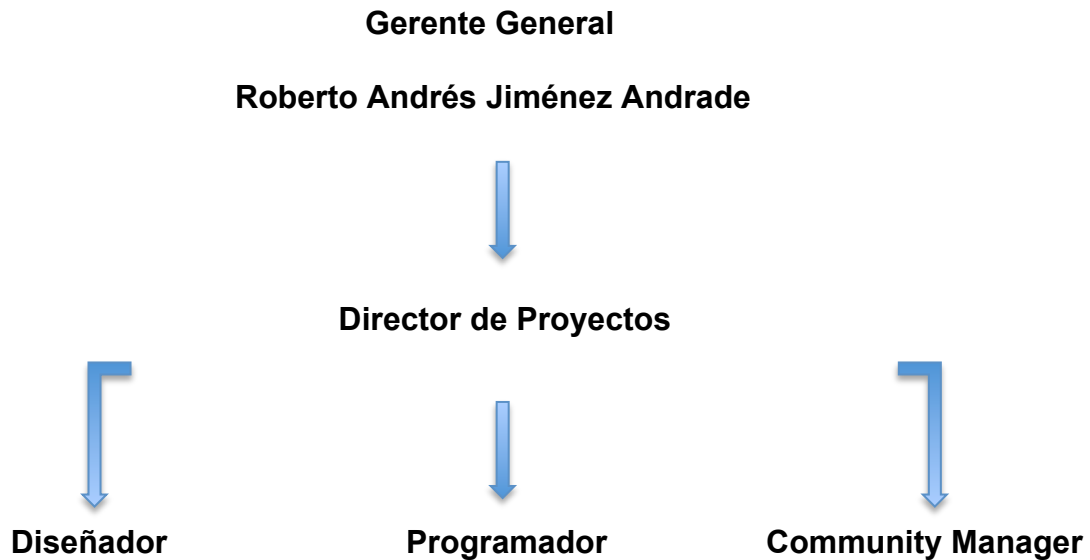 Gerente General
Roberto Andrés Jiménez Andrade
Director de Proyectos
Diseñador
Programador
Community Manager